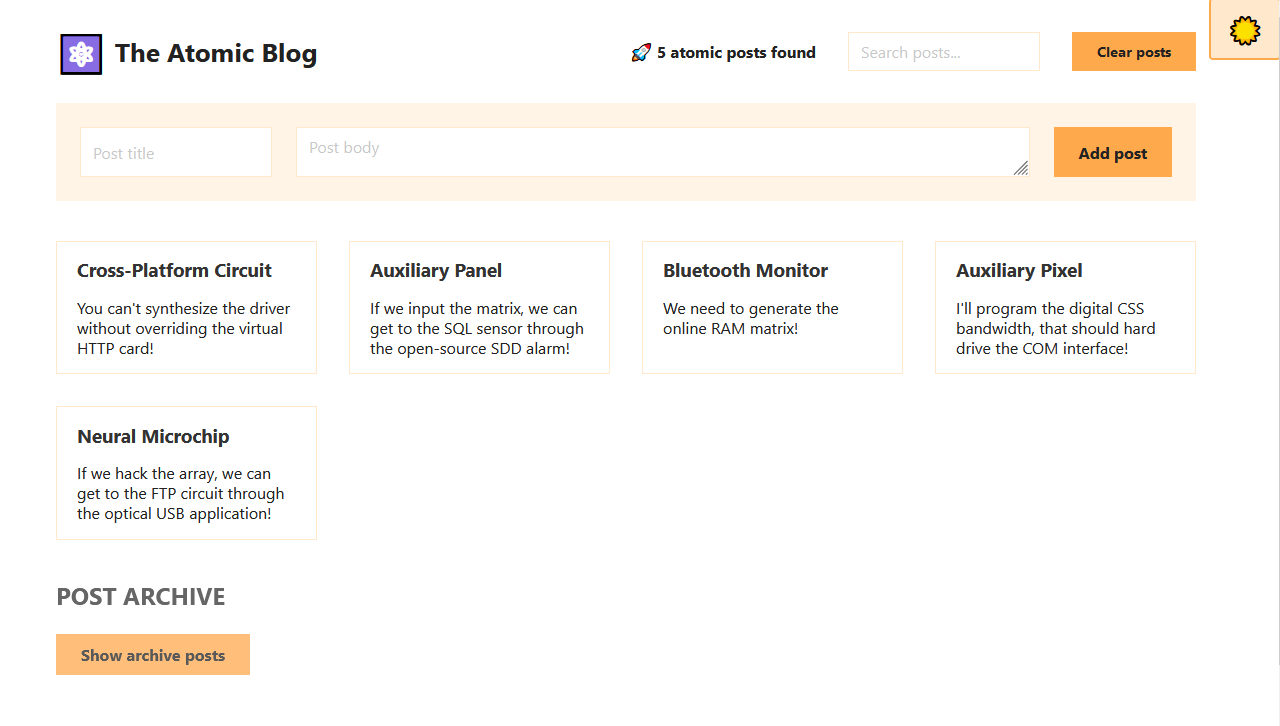 The Atomic Blog
🚀 5 atomic posts found
Search posts...
Clear posts
Post title
Post body
Add post
Cross-Platform Circuit
You can't synthesize the driver
without overriding the virtual
HTTP card!
Auxiliary Panel
If we input the matrix, we can
get to the SQL sensor through
the open-source SDD alarm!
Bluetooth Monitor
We need to generate the
online RAM matrix!
Auxiliary Pixel
I'll program the digital CSS
bandwidth, that should hard
drive the COM interface!
Neural Microchip
If we hack the array, we can
get to the FTP circuit through
the optical USB application!
POST ARCHIVE
Show archive posts